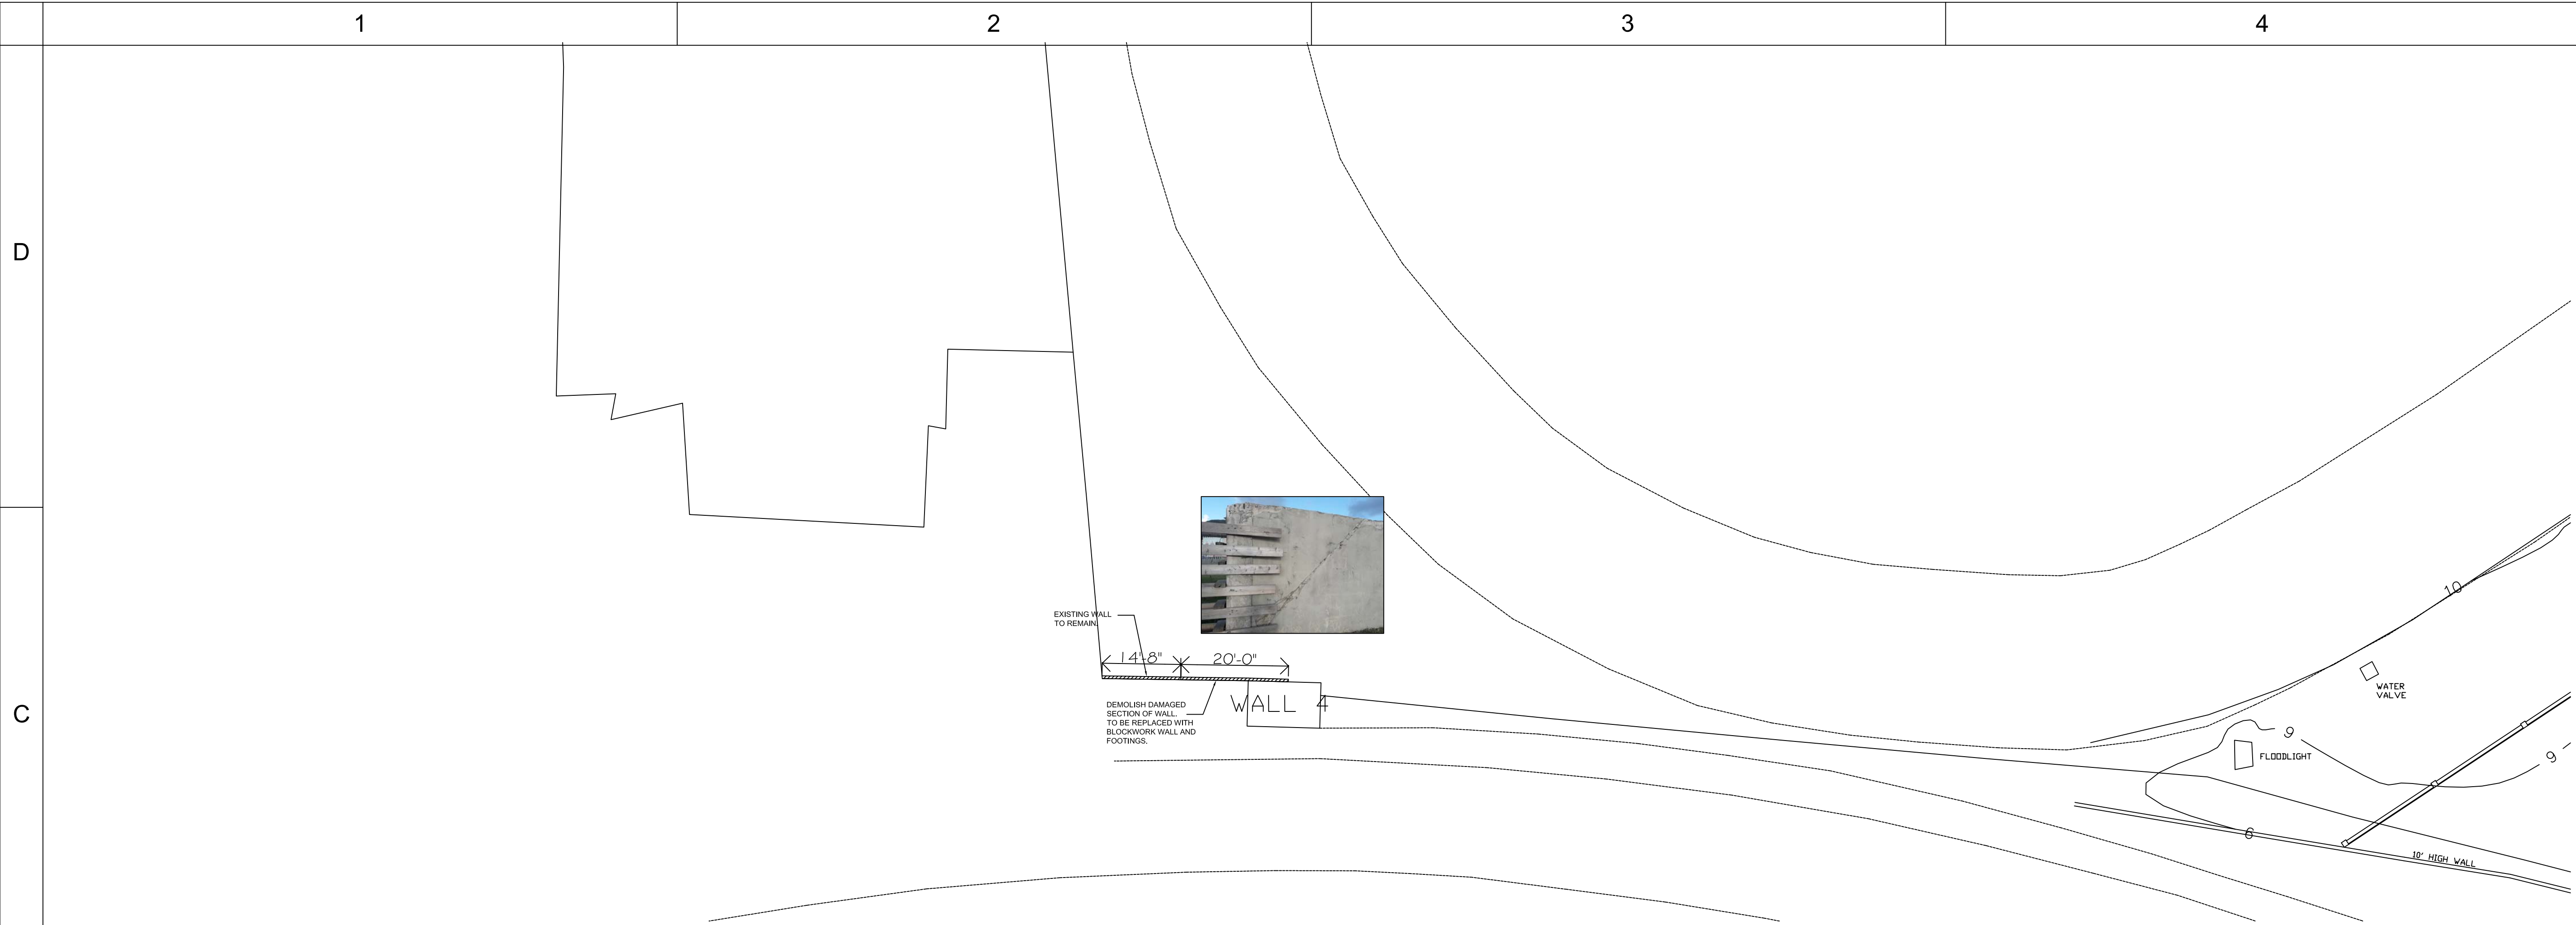 1
2
3
4
D
C
EXISTING WALL
TO REMAIN.
14'-8"
20'-0"
WALL 4
DEMOLISH DAMAGED
SECTION OF WALL.
TO BE REPLACED WITH
BLOCKWORK WALL AND
FOOTINGS.
10
WATER
VALVE
9
FLOODLIGHT
9
6
10' HIGH WALL